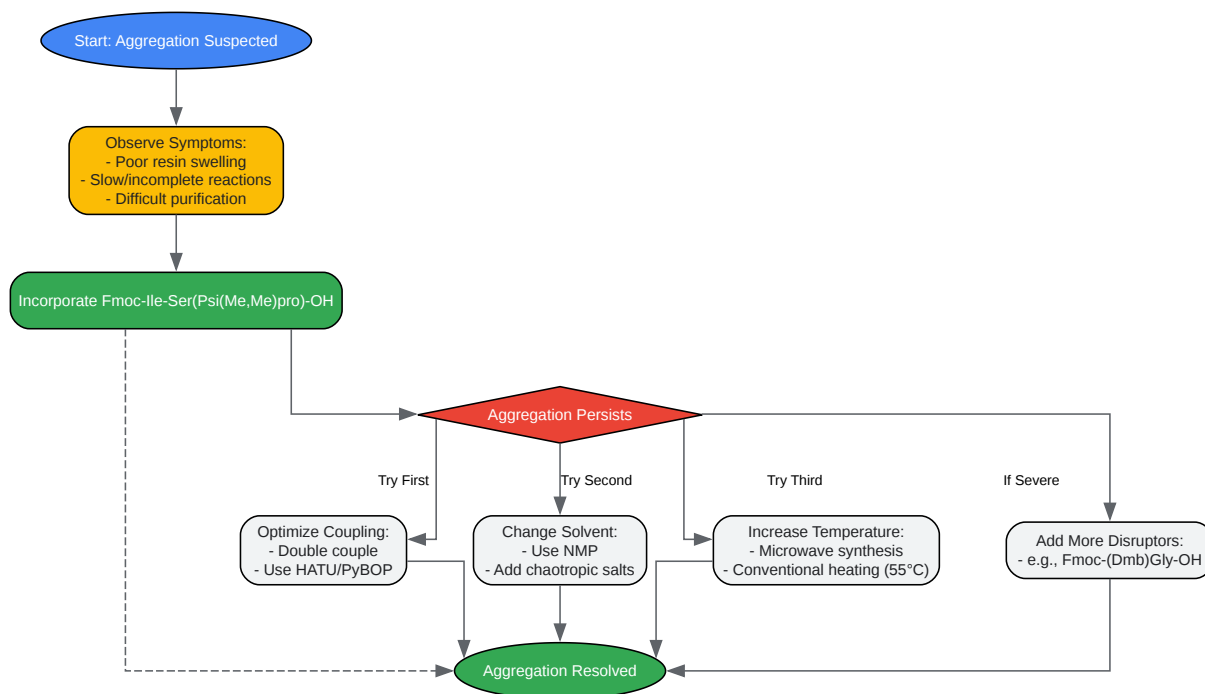 Start: Aggregation Suspected
Observe Symptoms:
- Poor resin swelling
- Slow/incomplete reactions
- Difficult purification
Incorporate Fmoc-Ile-Ser(Psi(Me,Me)pro)-OH
Aggregation Persists
Try First
Try Second
Try Third
If Severe
Optimize Coupling:
- Double couple
- Use HATU/PyBOP
Change Solvent:
- Use NMP
- Add chaotropic salts
Increase Temperature:
- Microwave synthesis
- Conventional heating (55°C)
Add More Disruptors:
- e.g., Fmoc-(Dmb)Gly-OH
Aggregation Resolved